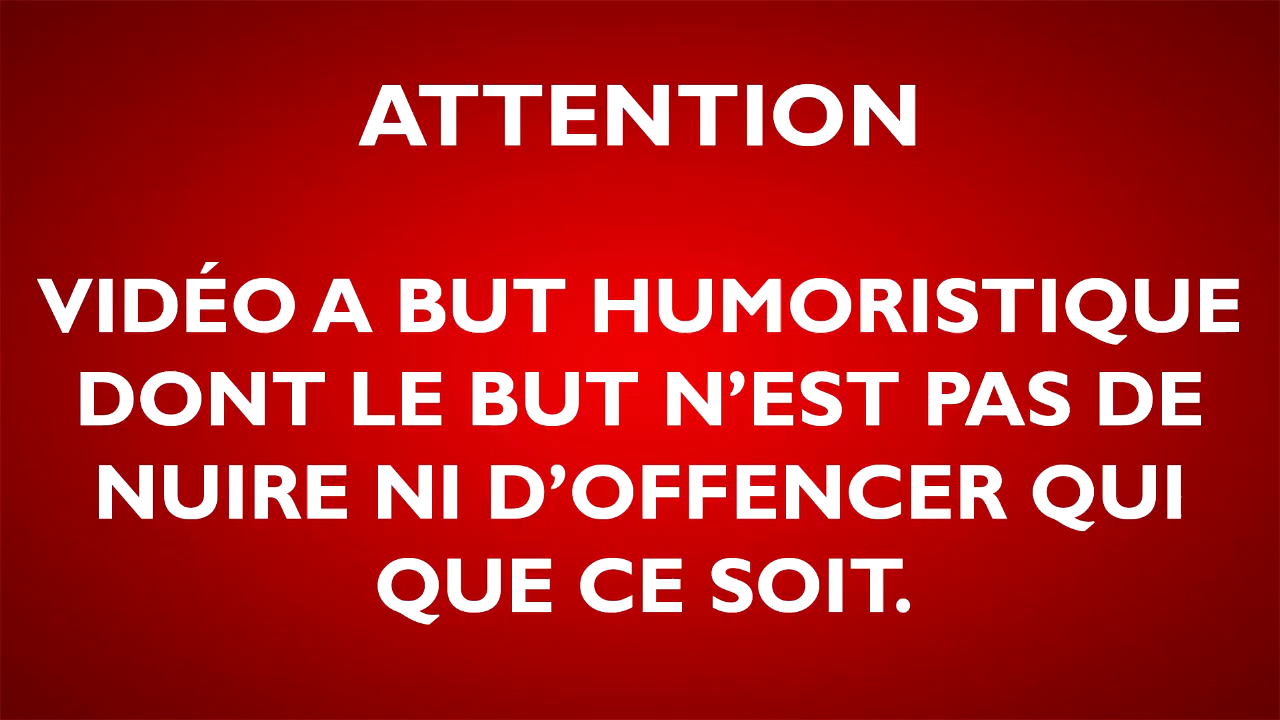 ATTENTION
VIDÉO A BUT HUMORISTIQUE
DONT LE BUT N’EST PAS DE
NUIRE NI D’OFFENCER QUI
QUE CE SOIT.